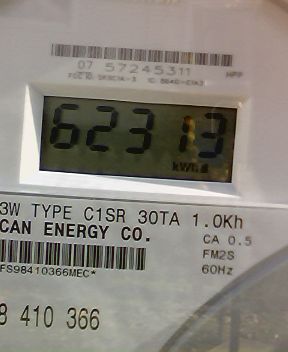 07 57245311 HPP
62313
3W TYPE C1SR 30TA 1.0Kh
CAN ENERGY CO. CA 0.5
FM2S
FS98410366MEC* 60Hz
8 410 366